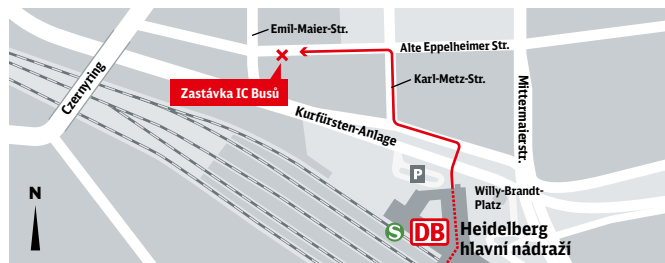 Emil-Maier-Str.
Alte Eppelheimer Str.
Czernyring
Zastávka IC Busů
Karl-Metz-Str.
Mittermaierstr.
Kurfürsten-Anlage
P
Willy-Brandt-
Platz
N
S
DB
Heidelberg
hlavní nádraží